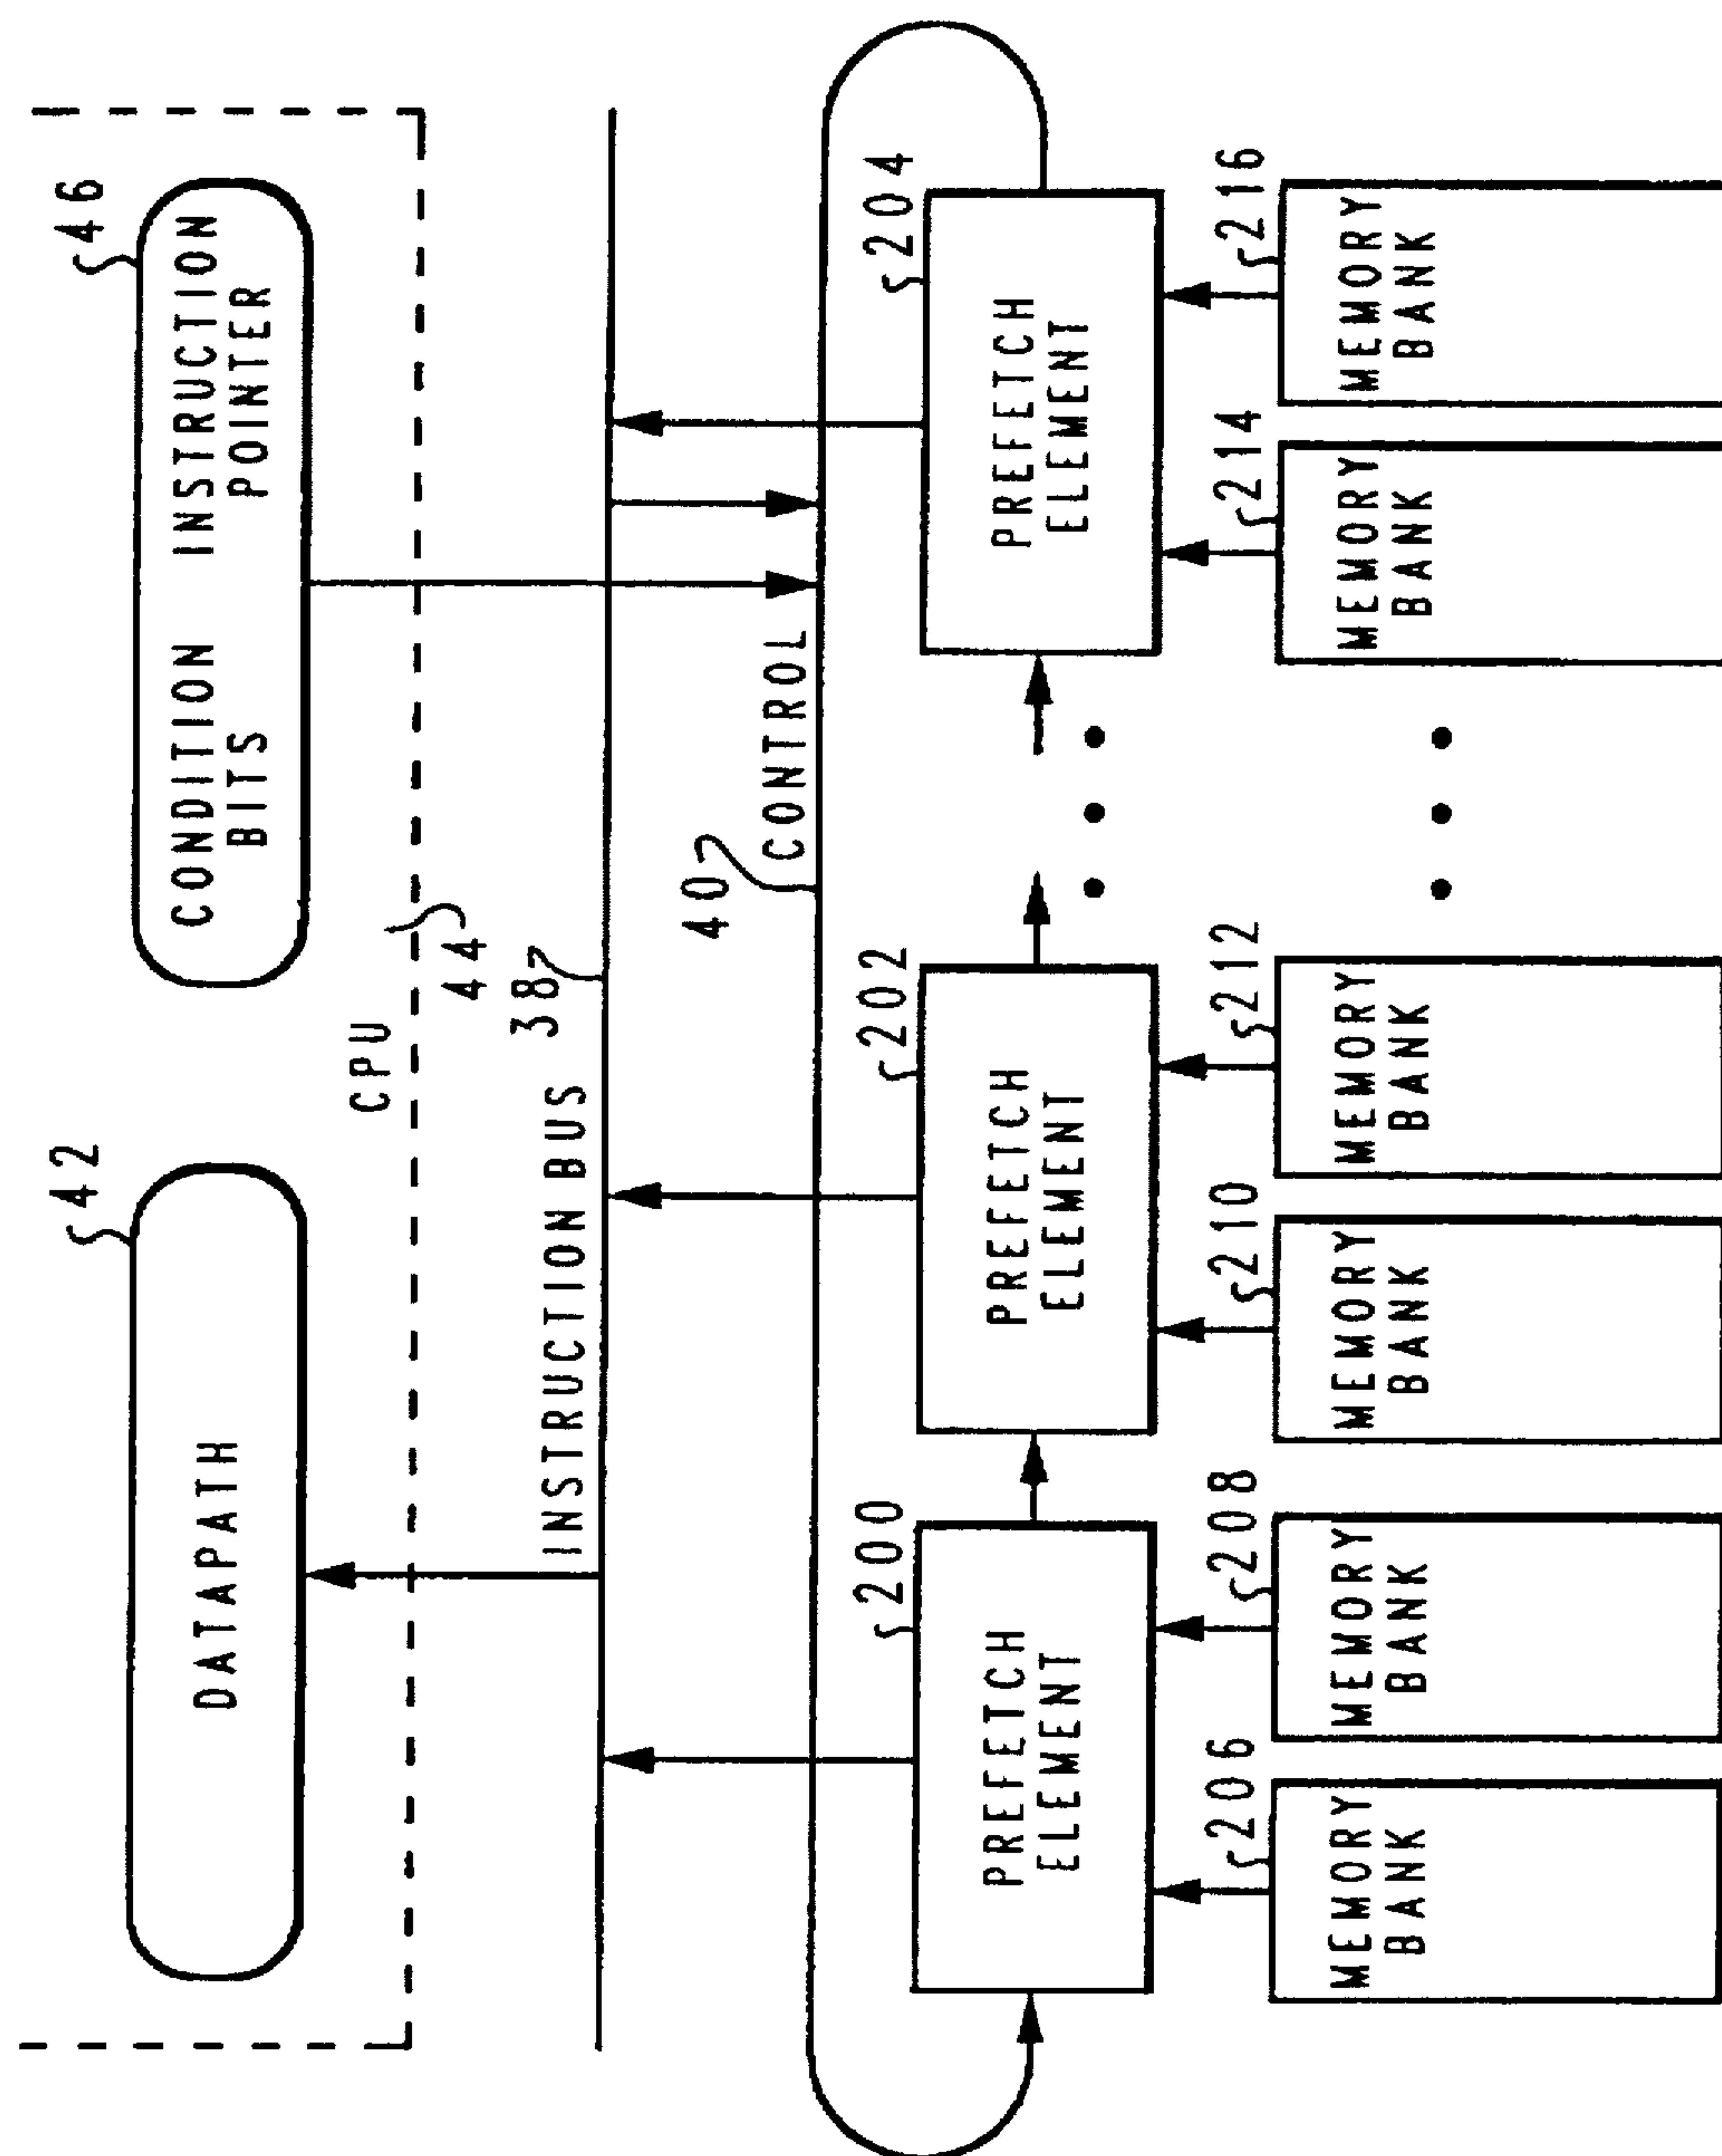 42
46
DATAPATH
CONDITION
BITS
INSTRUCTION
POINTER
CPU
44
INSTRUCTION BUS
38
40
CONTROL
200
202
204
PREFETCH
ELEMENT
PREFETCH
ELEMENT
PREFETCH
ELEMENT
206
208
210
212
214
216
MEMORY
BANK
MEMORY
BANK
MEMORY
BANK
MEMORY
BANK
MEMORY
BANK
MEMORY
BANK